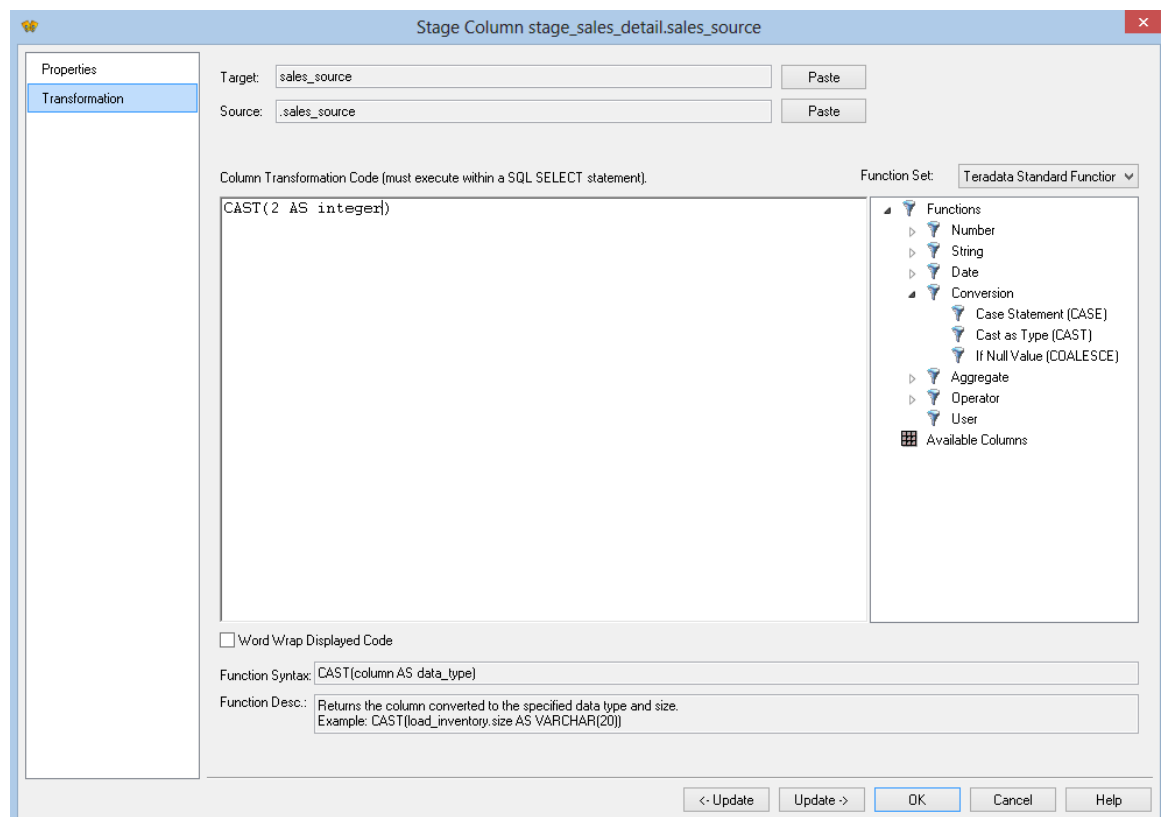 Stage Column stage_sales_detail.sales_source
Properties
Transformation
Target: sales_source Paste
Source: .sales_source Paste
Column Transformation Code (must execute within a SQL SELECT statement).
Function Set: Teradata Standard Functior
CAST(2 AS integer)
Functions
Number
String
Date
Conversion
Case Statement (CASE)
Cast as Type (CAST)
If Null Value (COALESCE)
Aggregate
Operator
User
Available Columns
Word Wrap Displayed Code
Function Syntax: CAST(column AS data_type)
Function Desc.: Returns the column converted to the specified data type and size.
Example: CAST(load_inventory.size AS VARCHAR(20))
<- Update Update -> OK Cancel Help